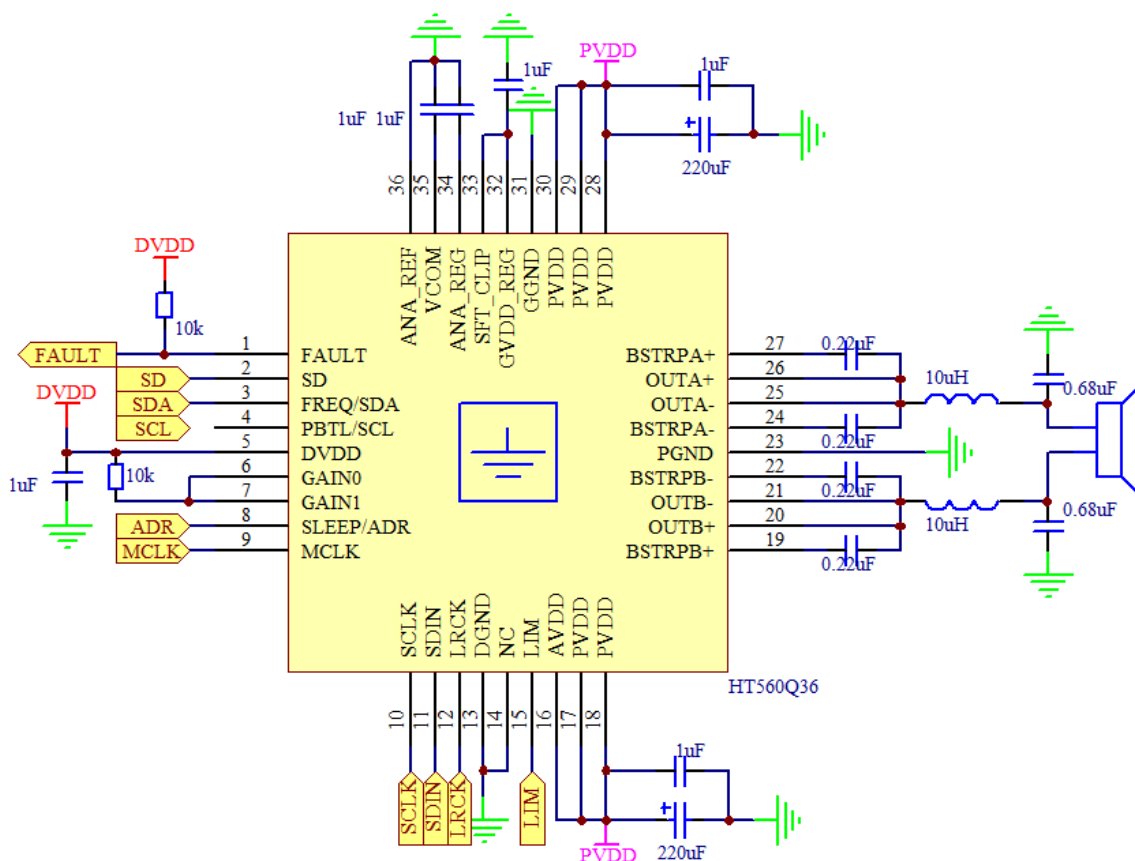 PVDD
1uF
1uF
1uF 1uF
220uF
36
35
34
33
32
31
30
29
28
ANA_REF
VCOM
ANA_REG
SFT_CLIP
GVDD_REG
GGND
PVDD
PVDD
PVDD
DVDD
10k
FAULT
1
FAULT
SD
2
SD
DVDD
SDA
3
FREQ/SDA
SCL
4
PBTL/SCL
5
DVDD
10k
1uF
6
GAIN0
7
GAIN1
ADR
8
SLEEP/ADR
MCLK
9
MCLK
BSTRPA+
27
0.22uF
OUTA+
26
OUTA-
25
10uH
0.68uF
BSTRPA-
24
0.22uF
PGND
23
BSTRPB-
22
0.22uF
OUTB-
21
10uH
0.68uF
OUTB+
20
BSTRPB+
19
0.22uF
SCLK
SDIN
LRCK
DGND
NC
LIM
AVDD
PVDD
PVDD
HT560Q36
10
11
12
13
14
15
16
17
18
SCLK
SDIN
LRCK
LIM
1uF
220uF
PVDD